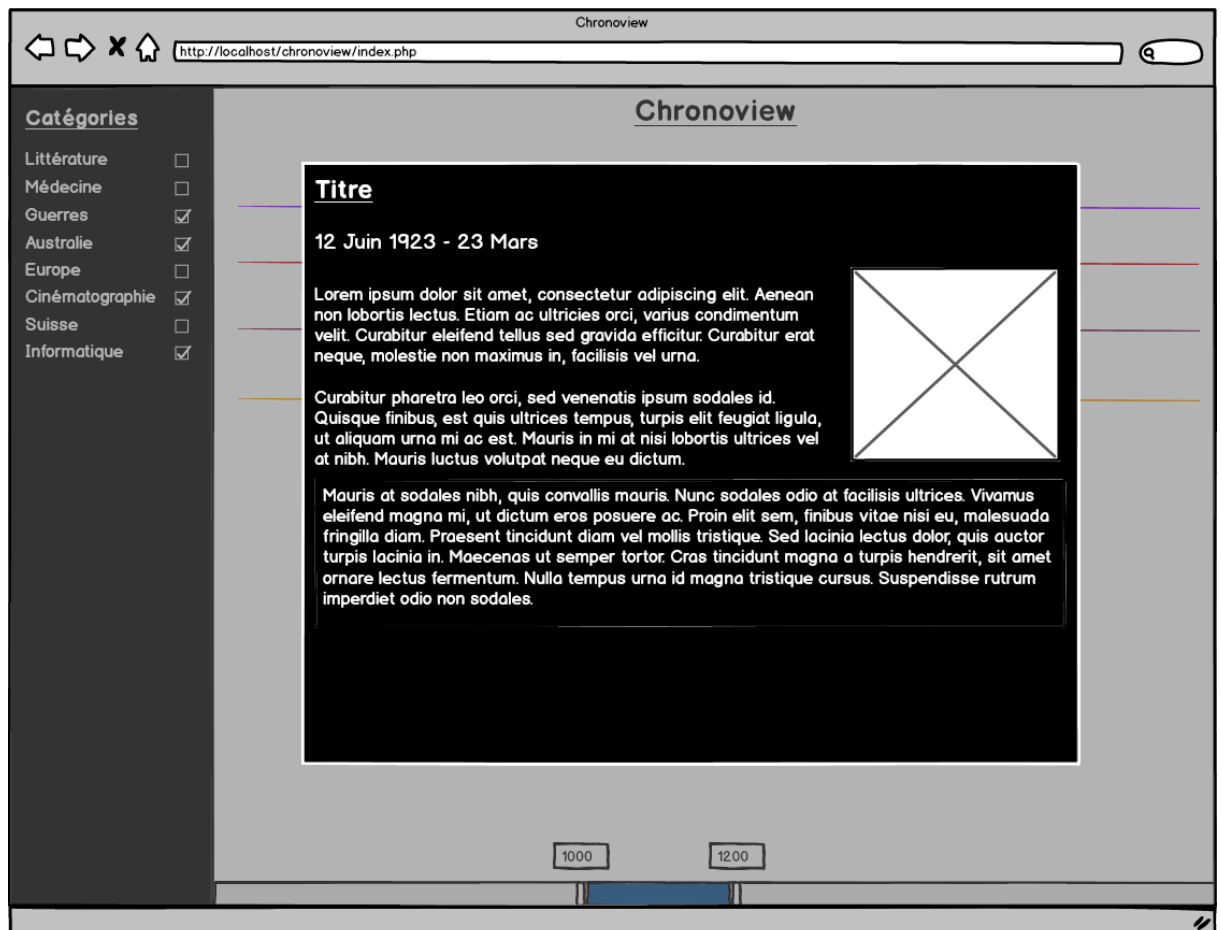 Chronoview
http://localhost/chronoview/index.php
Catégories
Littérature
Médecine
Guerres
Australie
Europe
Cinématographie
Suisse
Informatique
Chronoview
Titre
12 Juin 1923 - 23 Mars
Lorem ipsum dolor sit amet, consectetur adipiscing elit. Aenean
non lobortis lectus. Etiam ac ultricies orci, varius condimentum
velit. Curabitur eleifend tellus sed gravida efficitur. Curabitur erat
neque, molestie non maximus in, facilisis vel urna.
Curabitur pharetra leo orci, sed venenatis ipsum sodales id.
Quisque finibus, est quis ultrices tempus, turpis elit feugiat ligula,
ut aliquam urna mi ac est. Mauris in mi at nisi lobortis ultrices vel
at nibh. Mauris luctus volutpat neque eu dictum.
Mauris at sodales nibh, quis convallis mauris. Nunc sodales odio at facilisis ultrices. Vivamus
eleifend magna mi, ut dictum eros posuere ac. Proin elit sem, finibus vitae nisi eu, malesuada
fringilla diam. Praesent tincidunt diam vel mollis tristique. Sed lacinia lectus dolor, quis auctor
turpis lacinia in. Maecenas ut semper tortor. Cras tincidunt magna a turpis hendrerit, sit amet
ornare lectus fermentum. Nulla tempus urna id magna tristique cursus. Suspendisse rutrum
imperdiet odio non sodales.
1000
1200